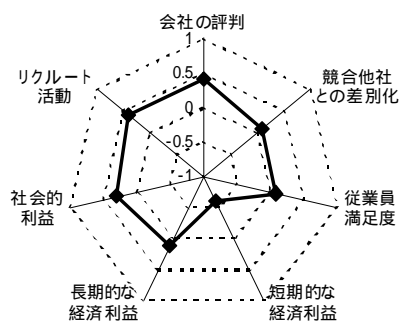 会社の評判
1
0.5
0
-0.5
-1
競合他社
との差別化
従業員
満足度
短期的な
経済利益
長期的な
経済利益
社会的
利益
リクルート
活動